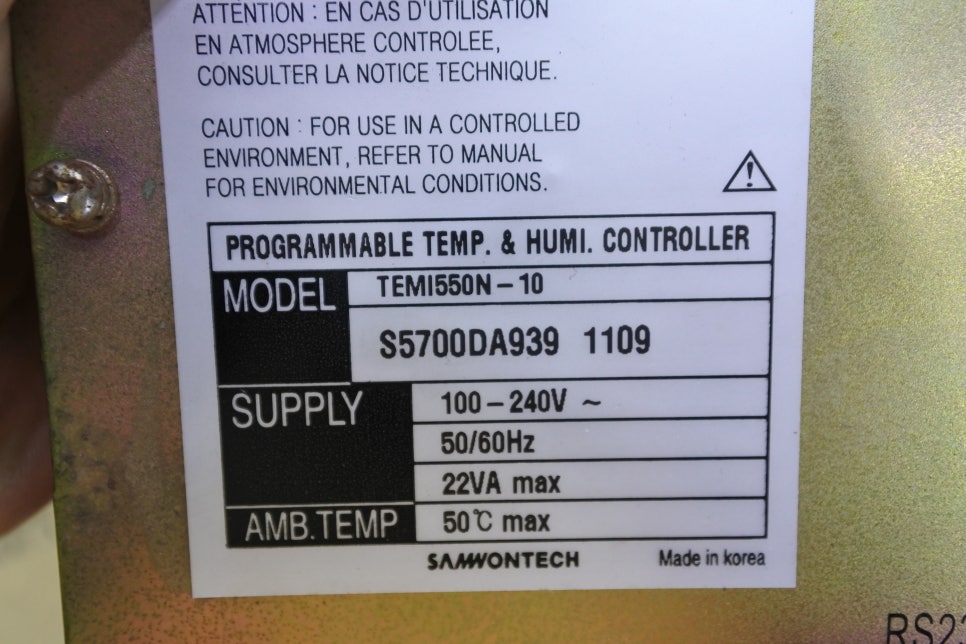 ATTENTION : EN CAS D'UTILISATION
EN ATMOSPHERE CONTROLEE,
CONSULTER LA NOTICE TECHNIQUE.
CAUTION : FOR USE IN A CONTROLLED
ENVIRONMENT, REFER TO MANUAL
FOR ENVIRONMENTAL CONDITIONS.
PROGRAMMABLE TEMP. & HUMI. CONTROLLER
MODEL TEMI550N-10
S5700DA939 1109
SUPPLY 100-240V ~
50/60Hz
22VA max
AMB.TEMP 50℃ max
SAMWONTECH Made in korea